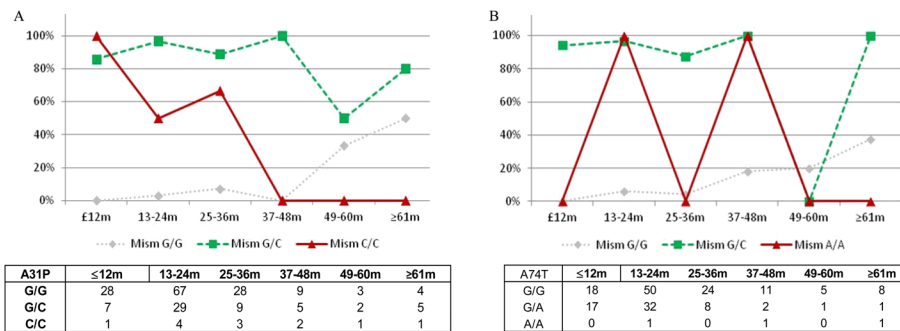 A
100%
80%
60%
40%
20%
0%
£12m 13-24m 25-36m 37-48m 49-60m ≥61m
Mism G/G Mism G/C Mism C/C
A31P ≤12m 13-24m 25-36m 37-48m 49-60m ≥61m
G/G 28 67 28 9 3 4
G/C 7 29 9 5 2 5
C/C 1 4 3 2 1 1
B
100%
80%
60%
40%
20%
0%
£12m 13-24m 25-36m 37-48m 49-60m ≥61m
Mism G/G Mism G/C Mism A/A
A74T ≤12m 13-24m 25-36m 37-48m 49-60m ≥61m
G/G 18 50 24 11 5 8
G/A 17 32 8 2 1 1
A/A 0 1 0 1 0 1